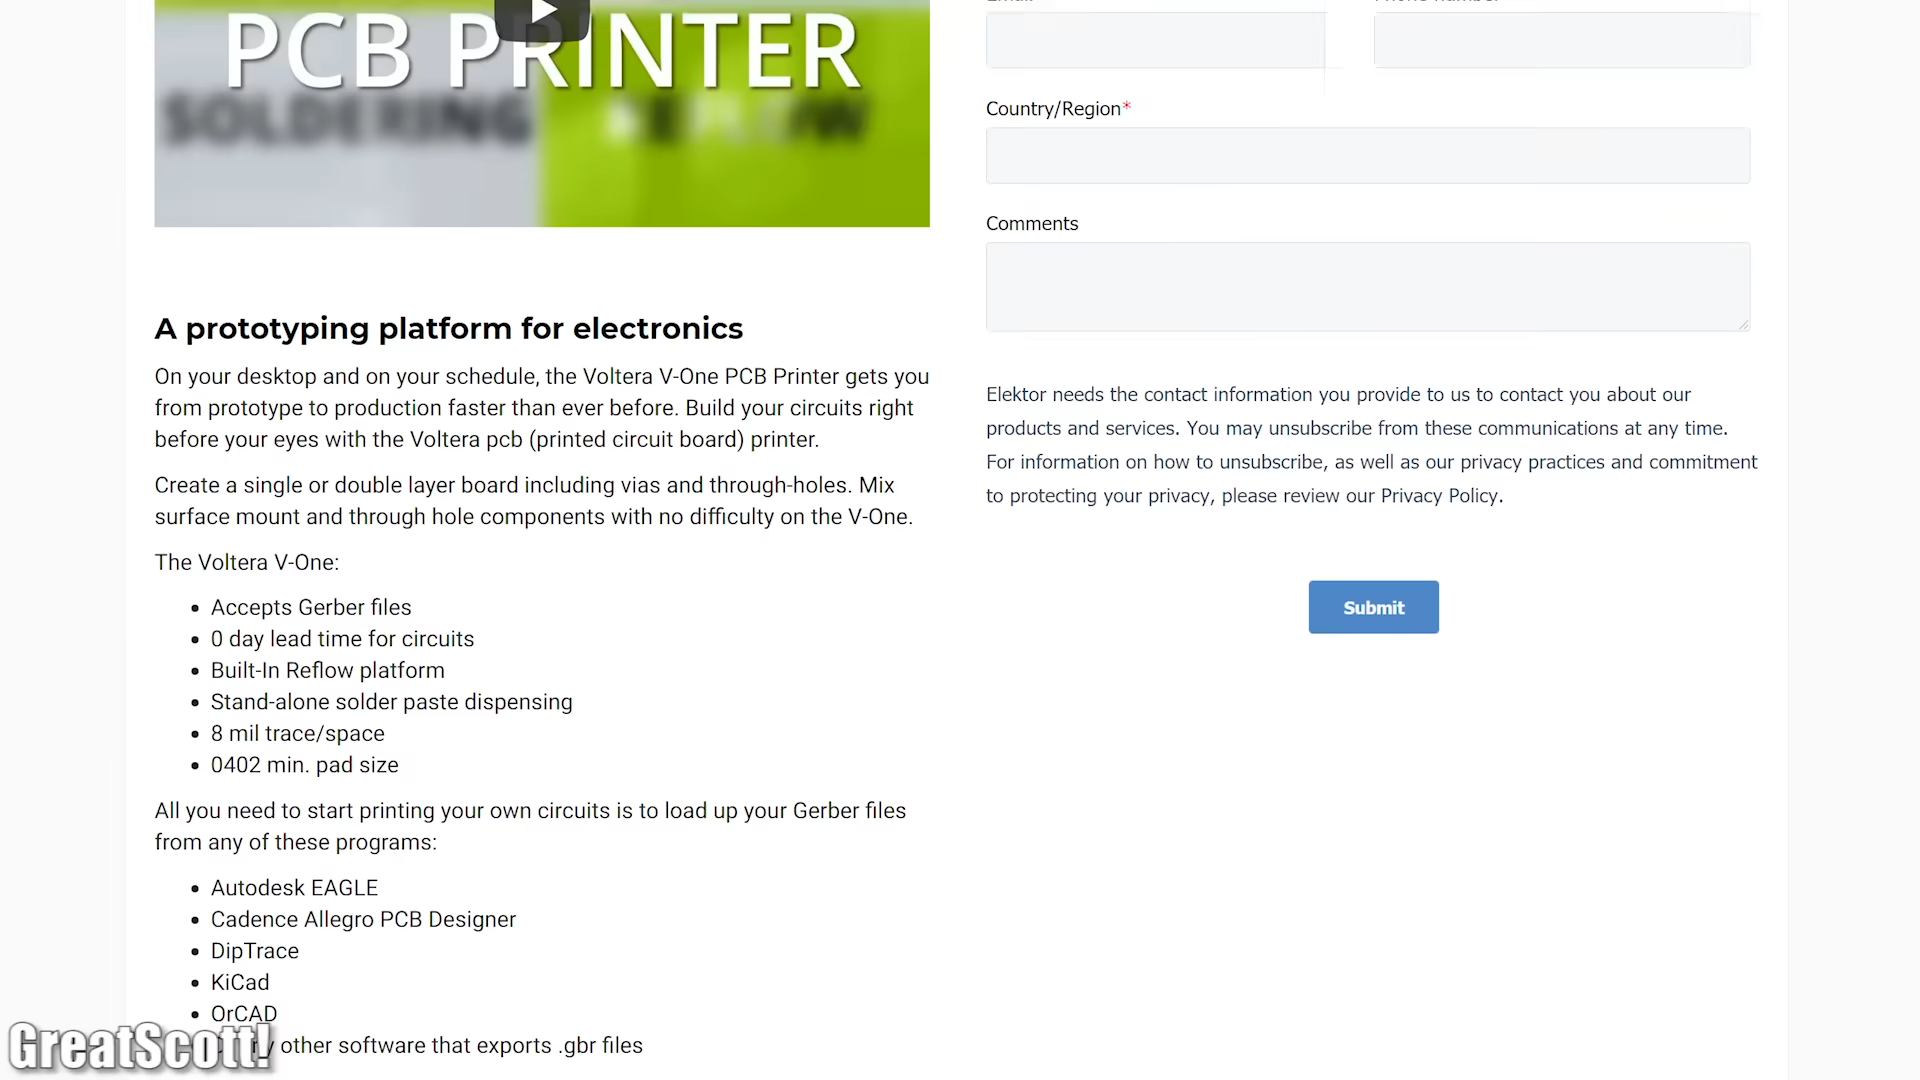 PCB PRINTER
SOLDERING REFLOW
Country/Region*
Comments
A prototyping platform for electronics
On your desktop and on your schedule, the Voltera V-One PCB Printer gets you
from prototype to production faster than ever before. Build your circuits right
before your eyes with the Voltera pcb (printed circuit board) printer.
Create a single or double layer board including vias and through-holes. Mix
surface mount and through hole components with no difficulty on the V-One.
The Voltera V-One:
Accepts Gerber files
0 day lead time for circuits
Built-In Reflow platform
Stand-alone solder paste dispensing
8 mil trace/space
0402 min. pad size
All you need to start printing your own circuits is to load up your Gerber files
from any of these programs:
Autodesk EAGLE
Cadence Allegro PCB Designer
DipTrace
KiCad
OrCAD
other software that exports .gbr files
Elektor needs the contact information you provide to us to contact you about our
products and services. You may unsubscribe from these communications at any time.
For information on how to unsubscribe, as well as our privacy practices and commitment
to protecting your privacy, please review our Privacy Policy.
Submit
GreatScott!